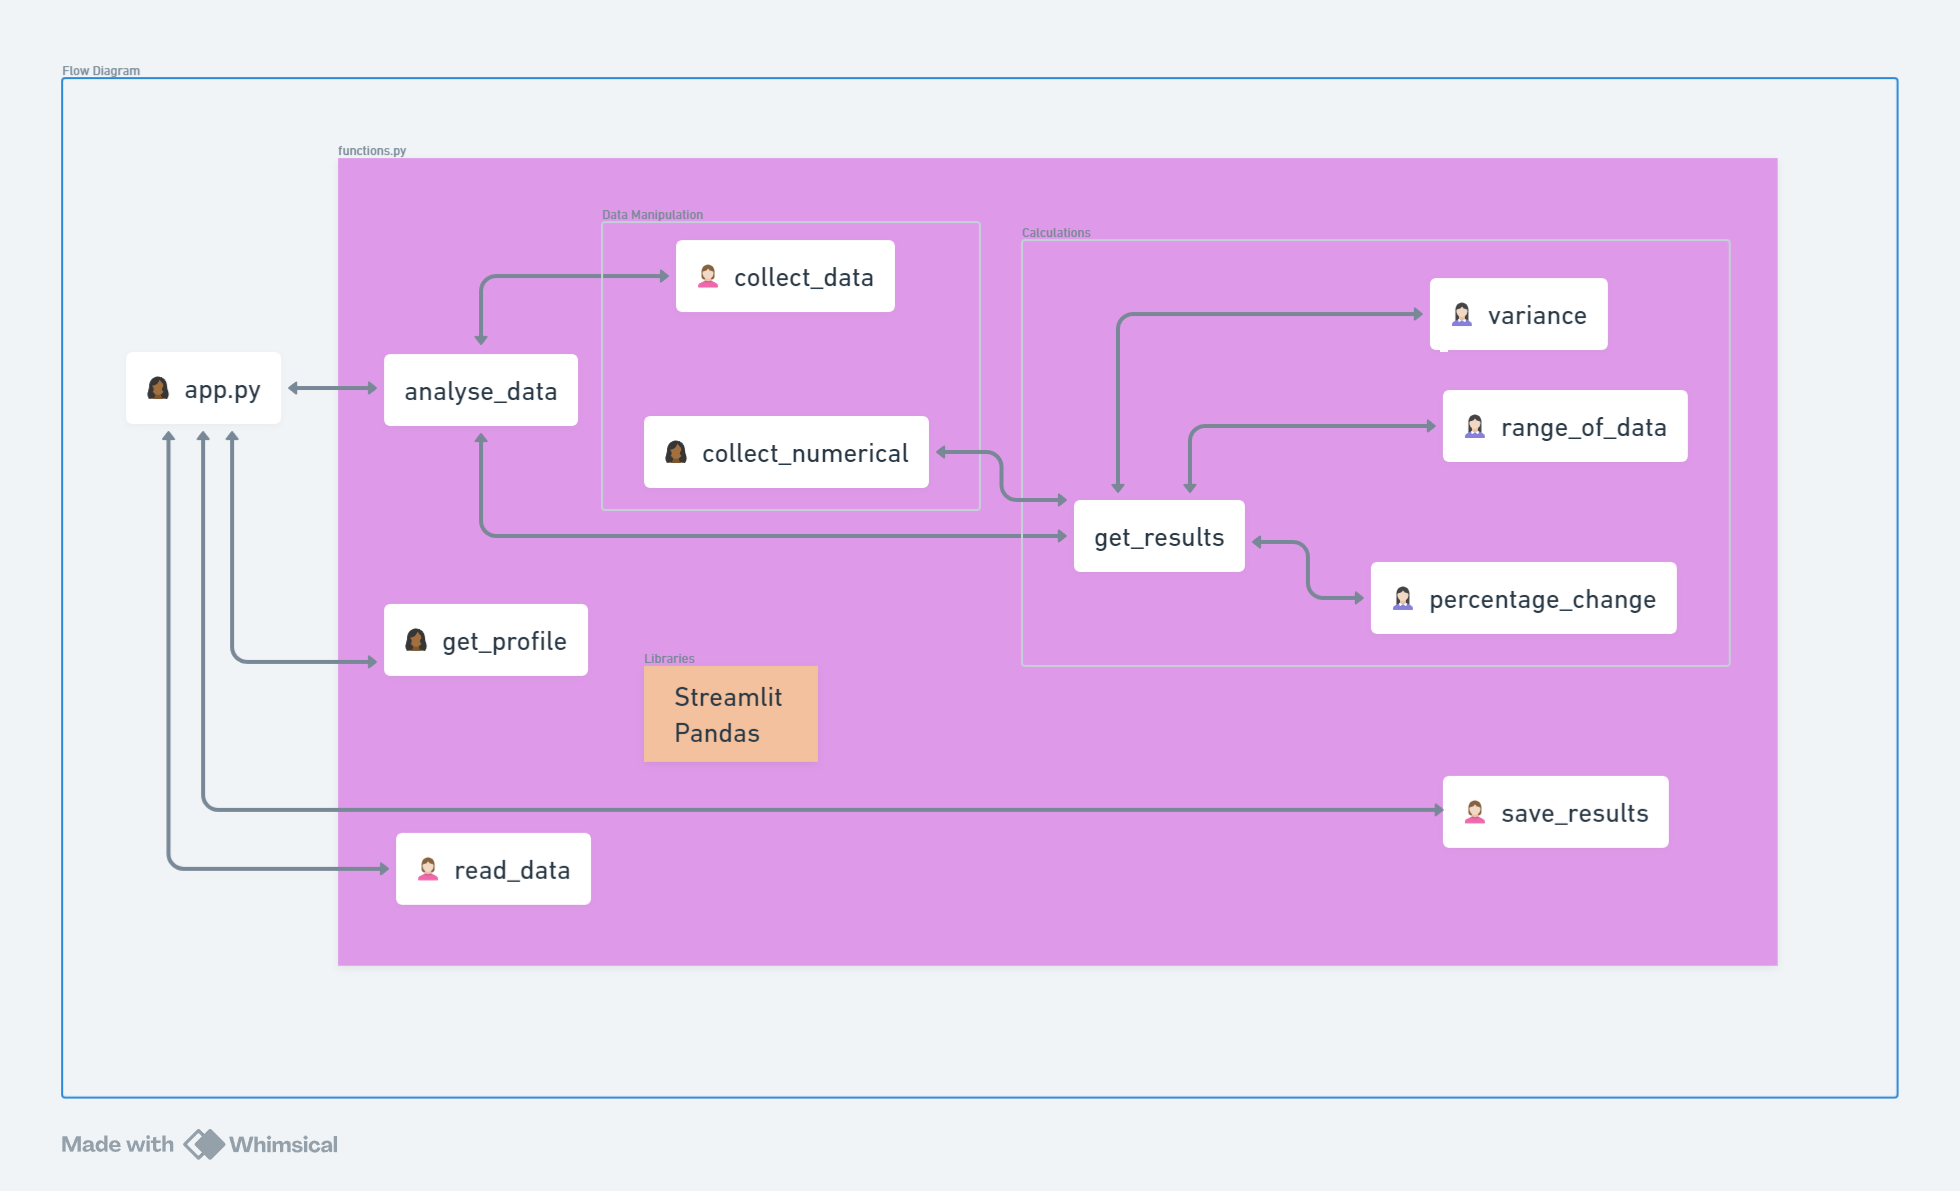 Flow Diagram
functions.py
Data Manipulation
collect_data
Calculations
variance
app.py
analyse_data
range_of_data
collect_numerical
get_results
percentage_change
get_profile
Libraries
Streamlit
Pandas
save_results
read_data
Made with Whimsical